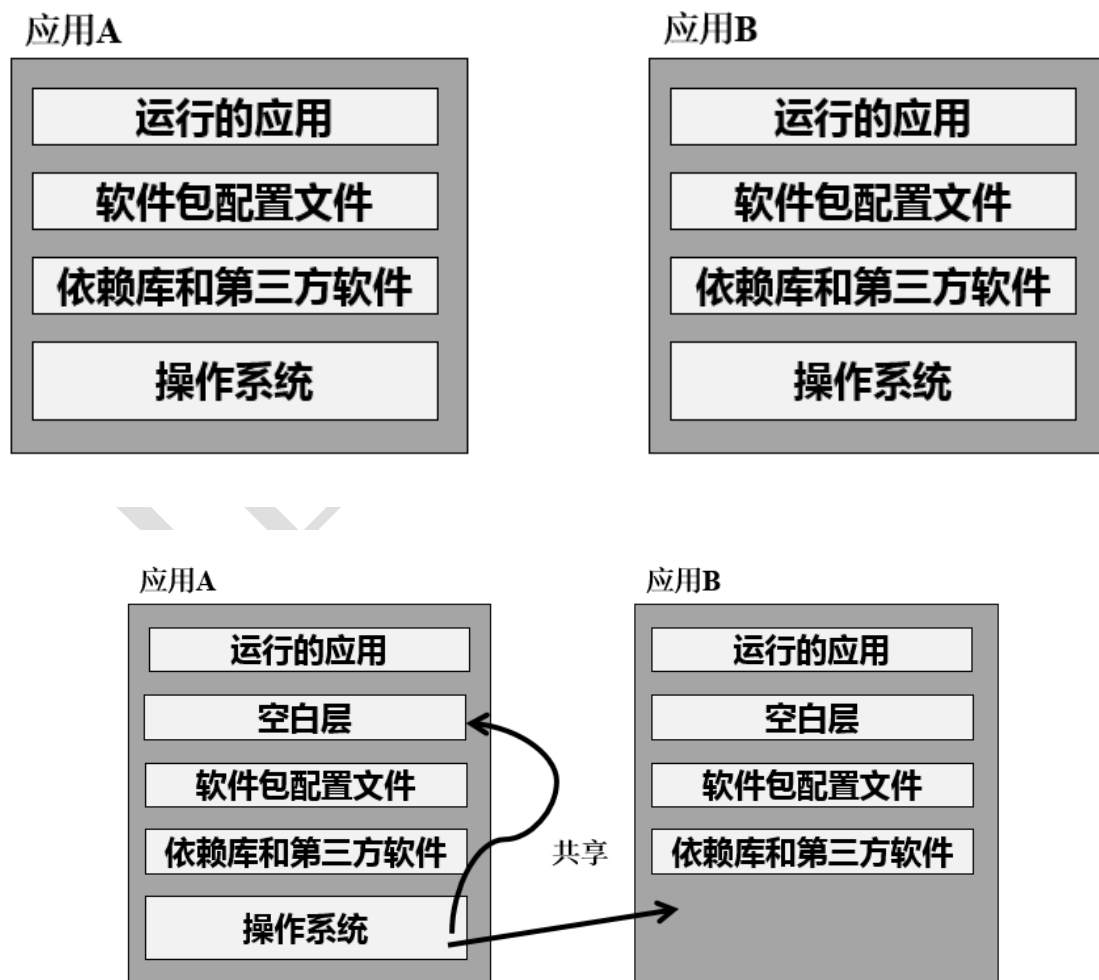 应用A
应用B
运行的应用
运行的应用
软件包配置文件
软件包配置文件
依赖库和第三方软件
依赖库和第三方软件
操作系统
操作系统
应用A
应用B
运行的应用
运行的应用
空白层
空白层
软件包配置文件
软件包配置文件
依赖库和第三方软件
共享
依赖库和第三方软件
操作系统